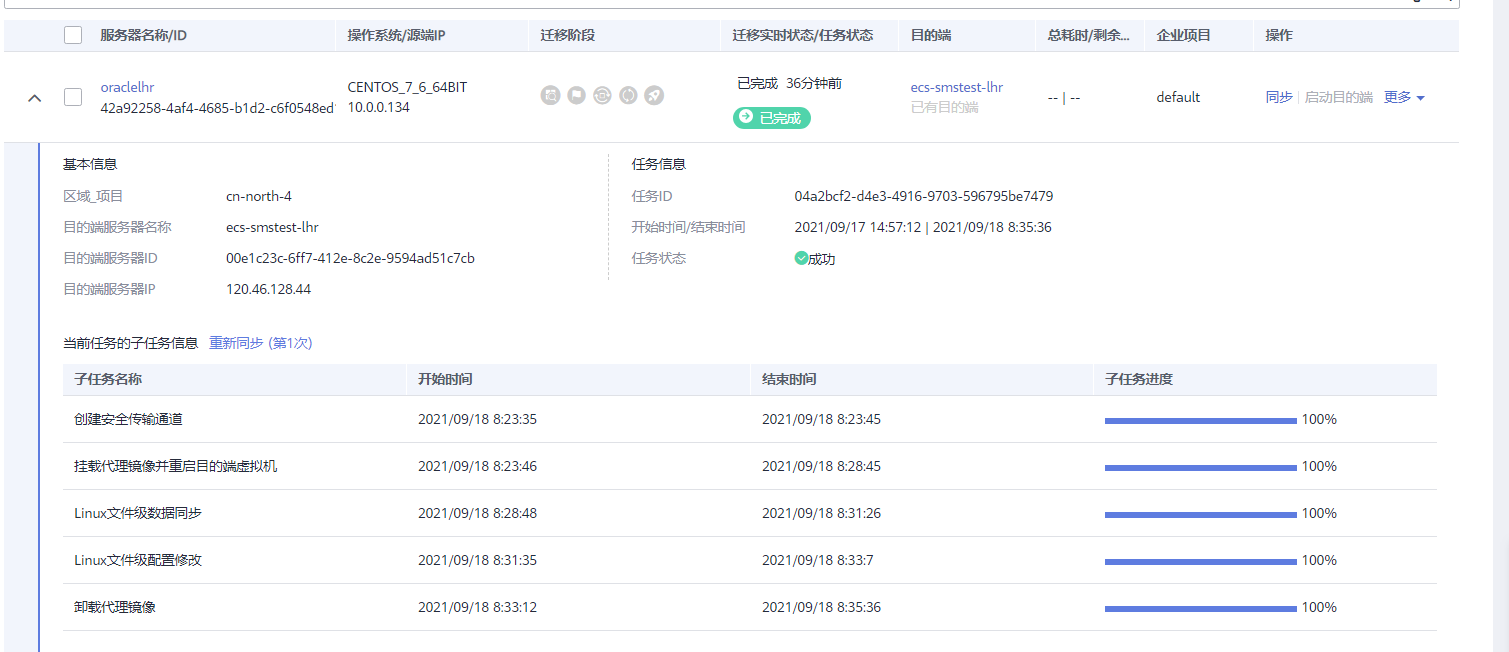 服务器名称/ID 操作系统/源端IP 迁移阶段 迁移实时状态/任务状态 目的端 总耗时/剩余... 企业项目 操作
oraclelhr
42a92258-4af4-4685-b1d2-c6f0548ed
CENTOS_7_6_64BIT
10.0.0.134
已完成 36分钟前
已完成
ecs-smstest-lhr
已有目的端
-- | --
default
同步 启动目的端 更多
基本信息
区域_项目 cn-north-4
目的端服务器名称 ecs-smstest-lhr
目的端服务器ID 00e1c23c-6ff7-412e-8c2e-9594ad51c7cb
目的端服务器IP 120.46.128.44
任务信息
任务ID 04a2bcf2-d4e3-4916-9703-596795be7479
开始时间/结束时间 2021/09/17 14:57:12 | 2021/09/18 8:35:36
任务状态 成功
当前任务的子任务信息 重新同步 (第1次)
子任务名称 开始时间 结束时间 子任务进度
创建安全传输通道 2021/09/18 8:23:35 2021/09/18 8:23:45 100%
挂载代理镜像并重启目的端虚拟机 2021/09/18 8:23:46 2021/09/18 8:28:45 100%
Linux文件级数据同步 2021/09/18 8:28:48 2021/09/18 8:31:26 100%
Linux文件级配置修改 2021/09/18 8:31:35 2021/09/18 8:33:7 100%
卸载代理镜像 2021/09/18 8:33:12 2021/09/18 8:35:36 100%